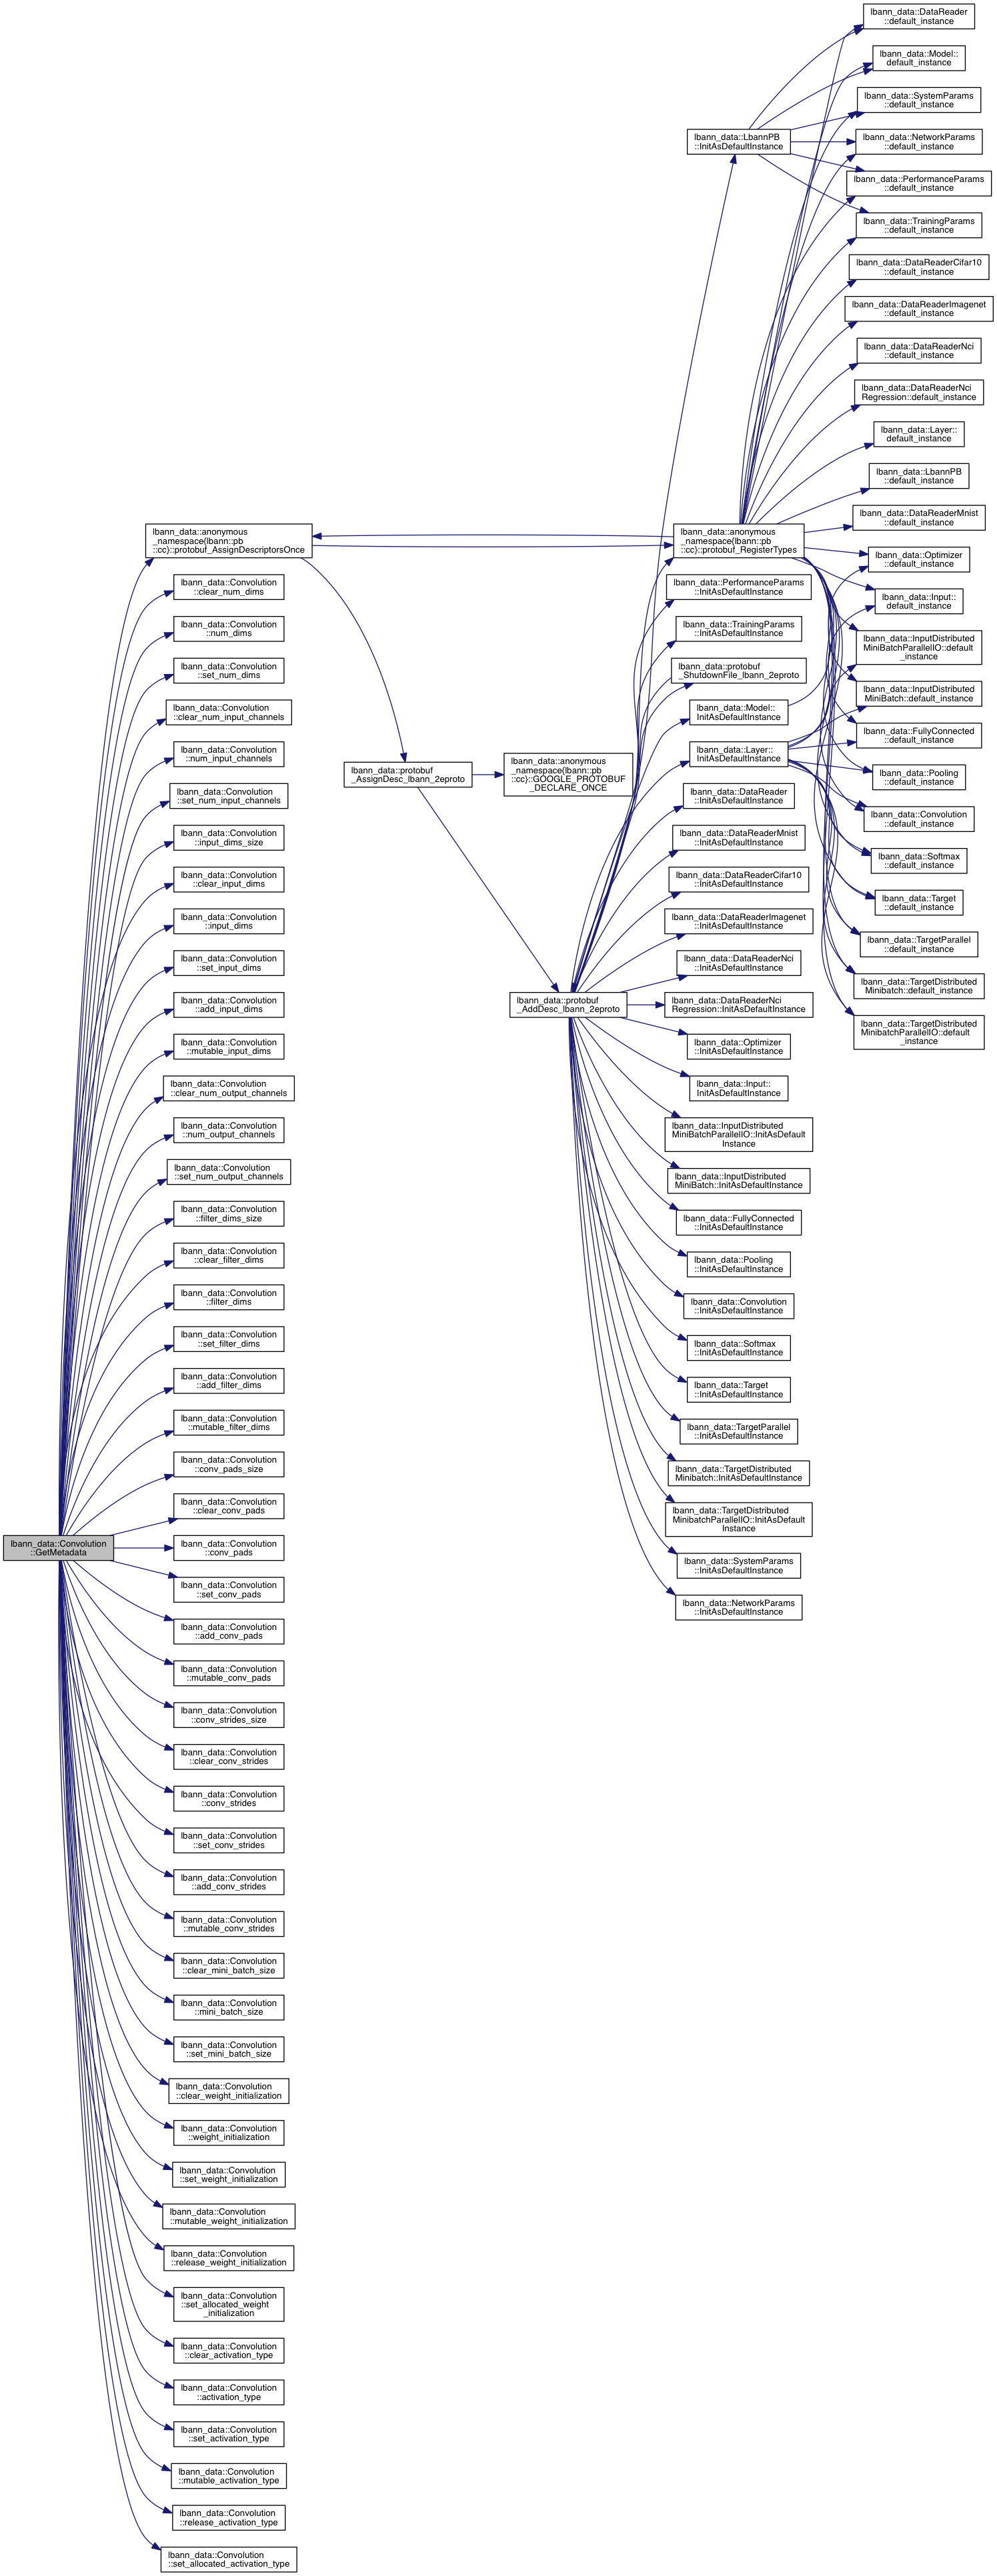 lbann_data::Convolution
::GetMetadata
lbann_data::anonymous
_namespace{lbann::pb
::cc}::protobuf_AssignDescriptorsOnce
lbann_data::Convolution
::clear_num_dims
lbann_data::Convolution
::num_dims
lbann_data::Convolution
::set_num_dims
lbann_data::Convolution
::clear_num_input_channels
lbann_data::Convolution
::num_input_channels
lbann_data::Convolution
::set_num_input_channels
lbann_data::Convolution
::input_dims_size
lbann_data::Convolution
::clear_input_dims
lbann_data::Convolution
::input_dims
lbann_data::Convolution
::set_input_dims
lbann_data::Convolution
::add_input_dims
lbann_data::Convolution
::mutable_input_dims
lbann_data::Convolution
::clear_num_output_channels
lbann_data::Convolution
::num_output_channels
lbann_data::Convolution
::set_num_output_channels
lbann_data::Convolution
::filter_dims_size
lbann_data::Convolution
::clear_filter_dims
lbann_data::Convolution
::filter_dims
lbann_data::Convolution
::set_filter_dims
lbann_data::Convolution
::add_filter_dims
lbann_data::Convolution
::mutable_filter_dims
lbann_data::Convolution
::conv_pads_size
lbann_data::Convolution
::clear_conv_pads
lbann_data::Convolution
::conv_pads
lbann_data::Convolution
::set_conv_pads
lbann_data::Convolution
::add_conv_pads
lbann_data::Convolution
::mutable_conv_pads
lbann_data::Convolution
::conv_strides_size
lbann_data::Convolution
::clear_conv_strides
lbann_data::Convolution
::conv_strides
lbann_data::Convolution
::set_conv_strides
lbann_data::Convolution
::add_conv_strides
lbann_data::Convolution
::mutable_conv_strides
lbann_data::Convolution
::clear_mini_batch_size
lbann_data::Convolution
::mini_batch_size
lbann_data::Convolution
::set_mini_batch_size
lbann_data::Convolution
::clear_weight_initialization
lbann_data::Convolution
::weight_initialization
lbann_data::Convolution
::set_weight_initialization
lbann_data::Convolution
::mutable_weight_initialization
lbann_data::Convolution
::release_weight_initialization
lbann_data::Convolution
::set_allocated_weight
_initialization
lbann_data::Convolution
::clear_activation_type
lbann_data::Convolution
::activation_type
lbann_data::Convolution
::set_activation_type
lbann_data::Convolution
::mutable_activation_type
lbann_data::Convolution
::release_activation_type
lbann_data::Convolution
::set_allocated_activation_type
lbann_data::protobuf
_AssignDesc_lbann_2eproto
lbann_data::anonymous
_namespace{lbann::pb
::cc}::GOOGLE_PROTOBUF
_DECLARE_ONCE
lbann_data::protobuf
_AddDesc_lbann_2eproto
lbann_data::LbannPB
::InitAsDefaultInstance
lbann_data::anonymous
_namespace{lbann::pb
::cc}::protobuf_RegisterTypes
lbann_data::PerformanceParams
::InitAsDefaultInstance
lbann_data::TrainingParams
::InitAsDefaultInstance
lbann_data::protobuf
_ShutdownFile_lbann_2eproto
lbann_data::Model::
InitAsDefaultInstance
lbann_data::Layer::
InitAsDefaultInstance
lbann_data::DataReader
::InitAsDefaultInstance
lbann_data::DataReaderMnist
::InitAsDefaultInstance
lbann_data::DataReaderCifar10
::InitAsDefaultInstance
lbann_data::DataReaderImagenet
::InitAsDefaultInstance
lbann_data::DataReaderNci
::InitAsDefaultInstance
lbann_data::DataReaderNci
Regression::InitAsDefaultInstance
lbann_data::Optimizer
::InitAsDefaultInstance
lbann_data::Input::
InitAsDefaultInstance
lbann_data::InputDistributed
MiniBatchParallelIO::InitAsDefault
Instance
lbann_data::InputDistributed
MiniBatch::InitAsDefaultInstance
lbann_data::FullyConnected
::InitAsDefaultInstance
lbann_data::Pooling
::InitAsDefaultInstance
lbann_data::Convolution
::InitAsDefaultInstance
lbann_data::Softmax
::InitAsDefaultInstance
lbann_data::Target
::InitAsDefaultInstance
lbann_data::TargetParallel
::InitAsDefaultInstance
lbann_data::TargetDistributed
Minibatch::InitAsDefaultInstance
lbann_data::TargetDistributed
MinibatchParallelIO::InitAsDefault
Instance
lbann_data::SystemParams
::InitAsDefaultInstance
lbann_data::NetworkParams
::InitAsDefaultInstance
lbann_data::DataReader
::default_instance
lbann_data::Model::
default_instance
lbann_data::SystemParams
::default_instance
lbann_data::NetworkParams
::default_instance
lbann_data::PerformanceParams
::default_instance
lbann_data::TrainingParams
::default_instance
lbann_data::DataReaderCifar10
::default_instance
lbann_data::DataReaderImagenet
::default_instance
lbann_data::DataReaderNci
::default_instance
lbann_data::DataReaderNci
Regression::default_instance
lbann_data::Layer::
default_instance
lbann_data::LbannPB
::default_instance
lbann_data::DataReaderMnist
::default_instance
lbann_data::Optimizer
::default_instance
lbann_data::Input::
default_instance
lbann_data::InputDistributed
MiniBatchParallelIO::default
_instance
lbann_data::InputDistributed
MiniBatch::default_instance
lbann_data::FullyConnected
::default_instance
lbann_data::Pooling
::default_instance
lbann_data::Convolution
::default_instance
lbann_data::Softmax
::default_instance
lbann_data::Target
::default_instance
lbann_data::TargetParallel
::default_instance
lbann_data::TargetDistributed
Minibatch::default_instance
lbann_data::TargetDistributed
MinibatchParallelIO::default
_instance